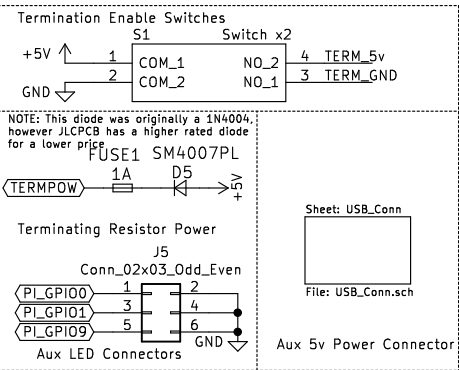 Termination Enable Switches
S1 Switch x2
+5V 1 COM_1 NO_2 4 TERM_5v
GND 2 COM_2 NO_1 3 TERM_GND
NOTE: This diode was originally a 1N4004,
however JLCPCB has a higher rated diode
for a lower price
FUSE1 SM4007PL
1A D5
TERMPOW +5V
Terminating Resistor Power
J5
Conn_02x03_Odd_Even
PI_GPIO0 1 2
PI_GPIO1 3 4
PI_GPIO9 5 6 GND
Aux LED Connectors
Sheet: USB_Conn
File: USB_Conn.sch
Aux 5v Power Connector